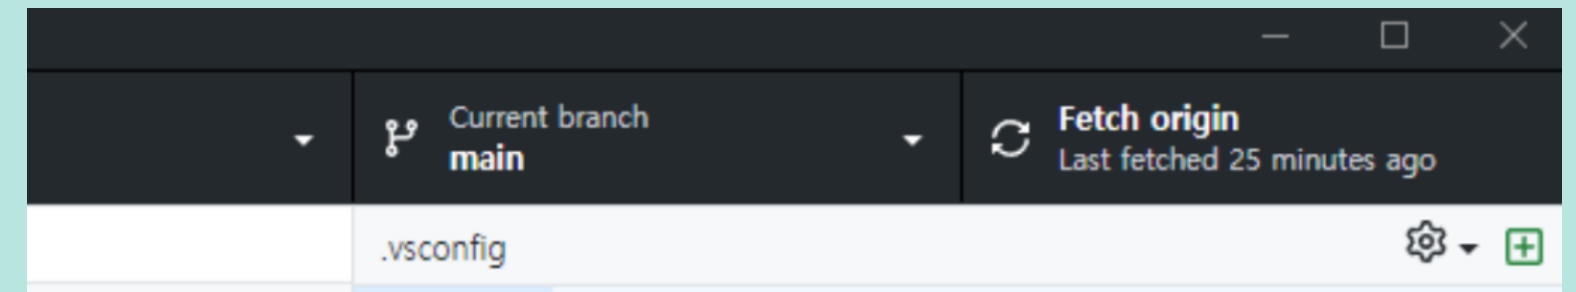 Current branch
main
Fetch origin
Last fetched 25 minutes ago
.vsconfig